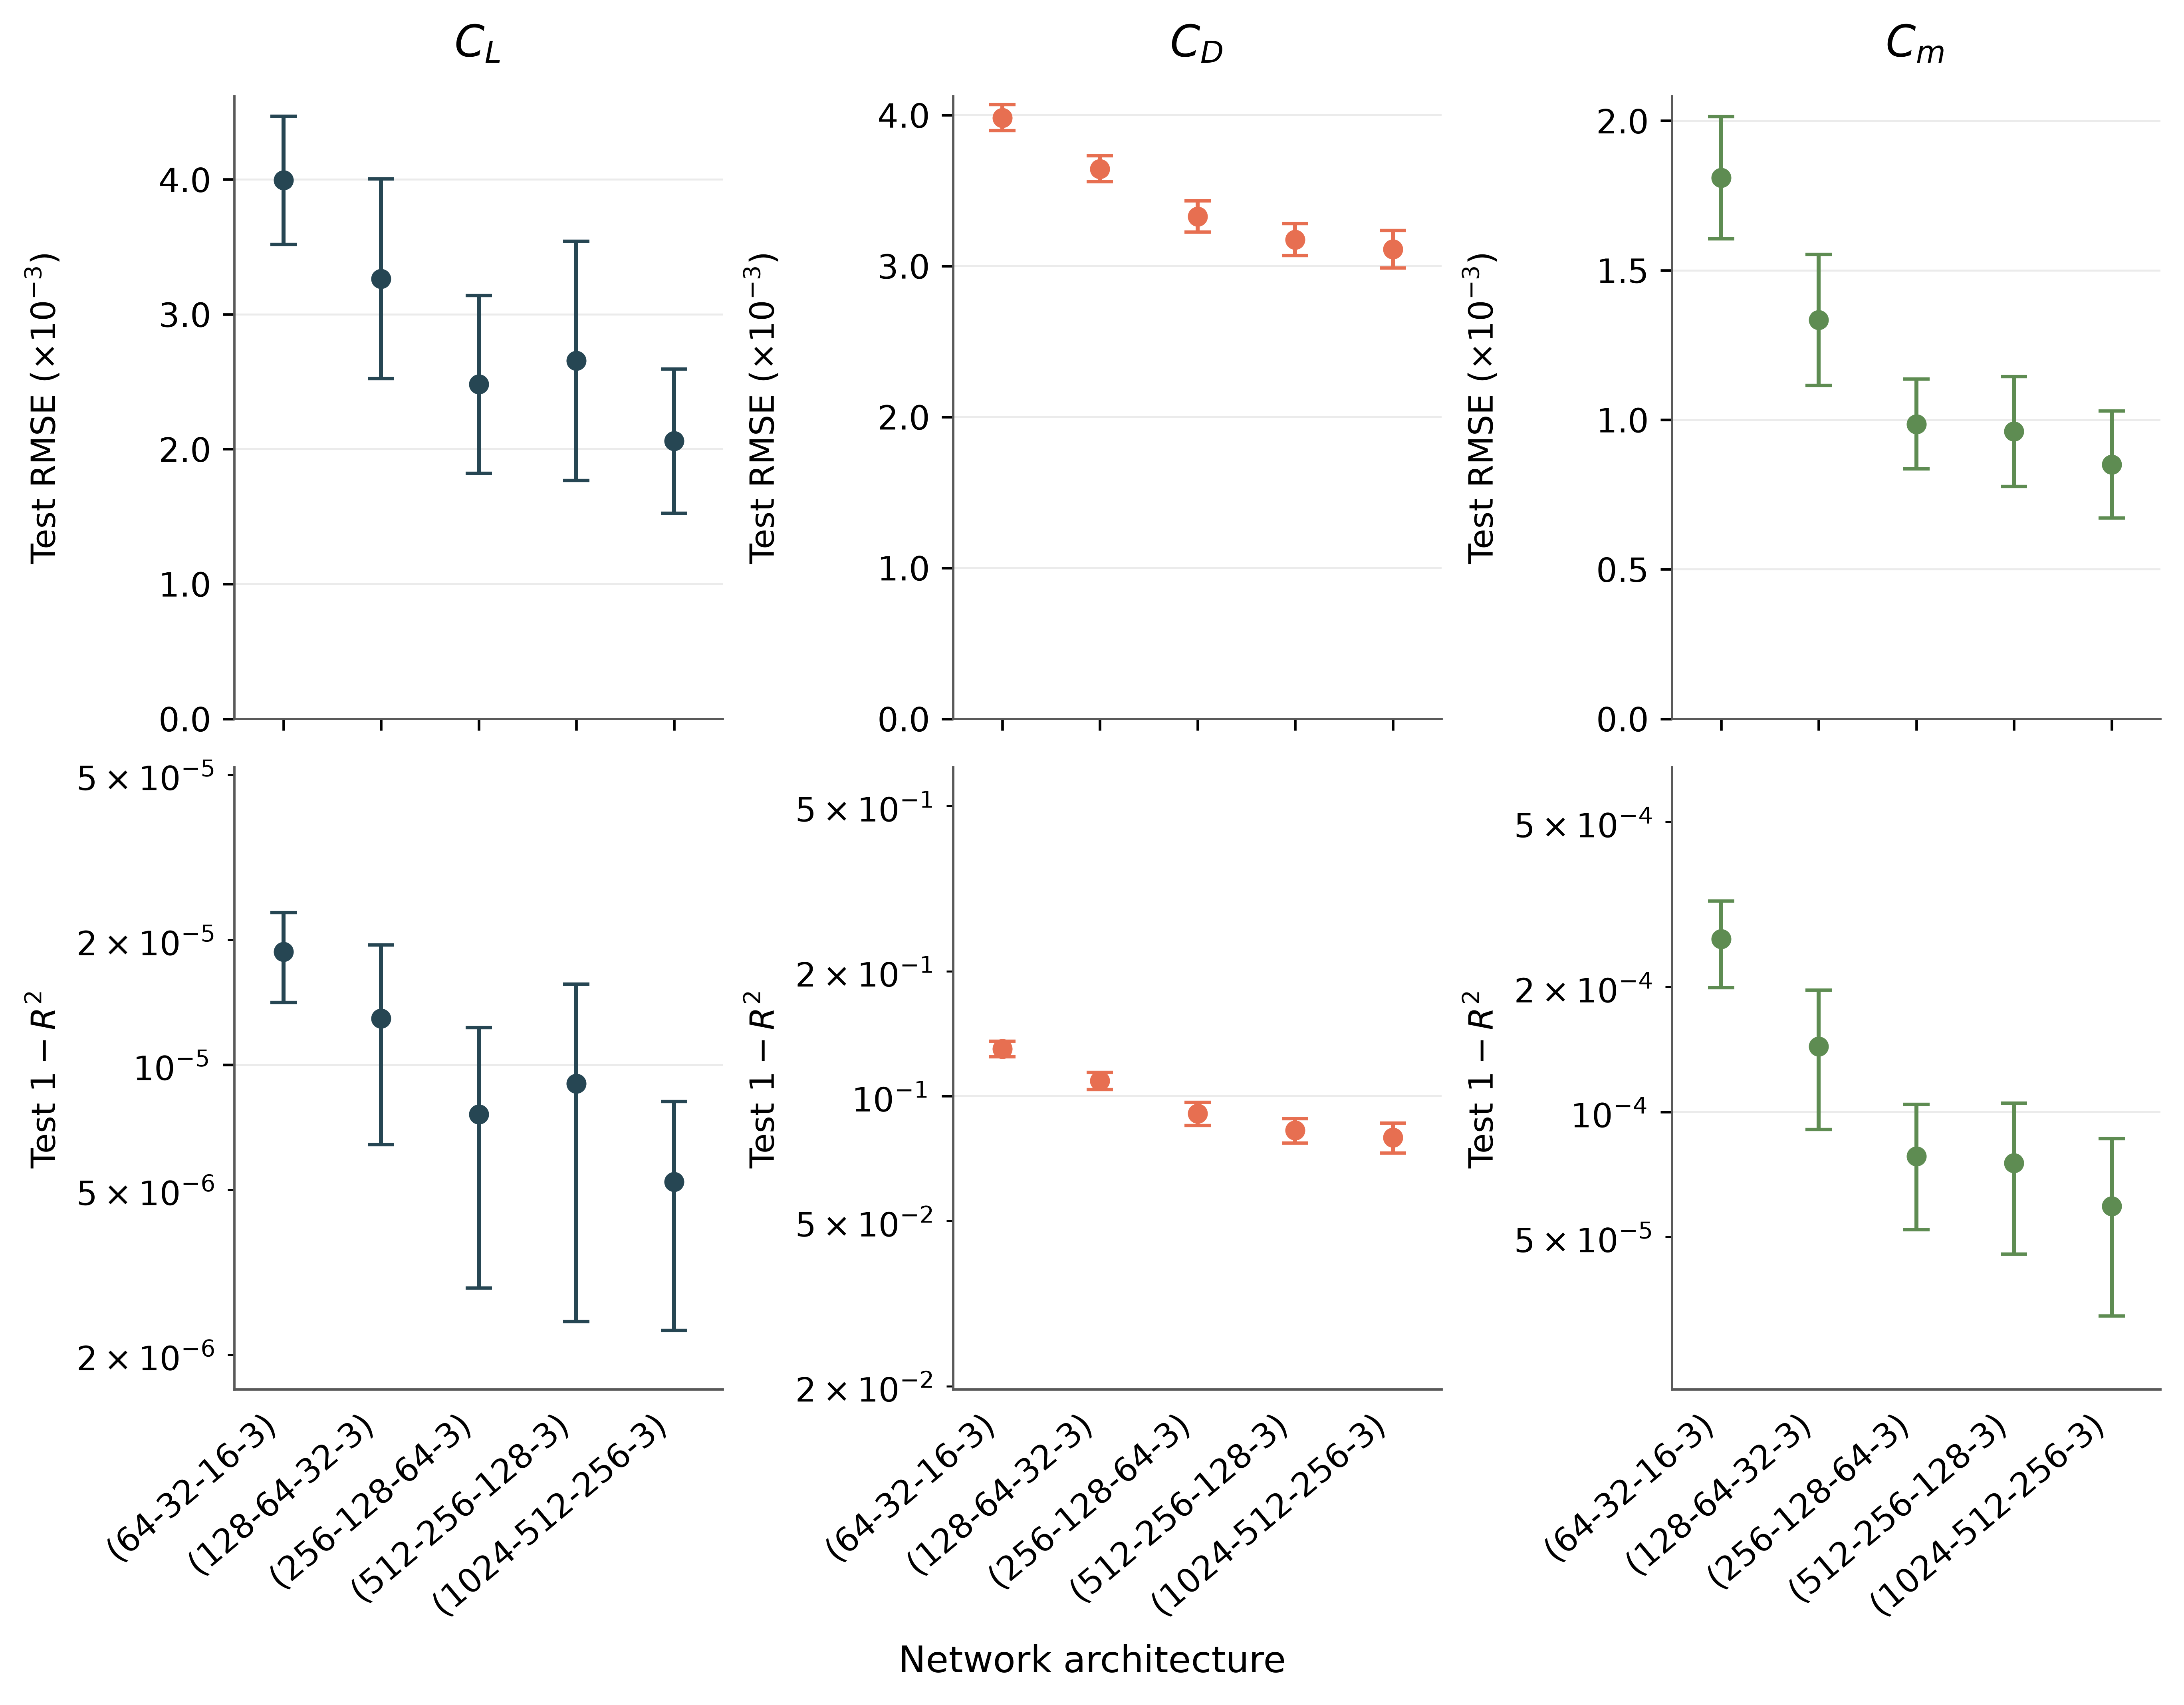 C_L
C_D
C_m
Test RMSE (×10⁻³)
4.0
3.0
2.0
1.0
0.0
Test RMSE (×10⁻³)
4.0
3.0
2.0
1.0
0.0
Test RMSE (×10⁻³)
2.0
1.5
1.0
0.5
0.0
Test 1 − R²
5 × 10⁻⁵
2 × 10⁻⁵
10⁻⁵
5 × 10⁻⁶
2 × 10⁻⁶
Test 1 − R²
5 × 10⁻¹
2 × 10⁻¹
10⁻¹
5 × 10⁻²
2 × 10⁻²
Test 1 − R²
5 × 10⁻⁴
2 × 10⁻⁴
10⁻⁴
5 × 10⁻⁵
(64-32-16-3)
(128-64-32-3)
(256-128-64-3)
(512-256-128-3)
(1024-512-256-3)
(64-32-16-3)
(128-64-32-3)
(256-128-64-3)
(512-256-128-3)
(1024-512-256-3)
(64-32-16-3)
(128-64-32-3)
(256-128-64-3)
(512-256-128-3)
(1024-512-256-3)
Network architecture